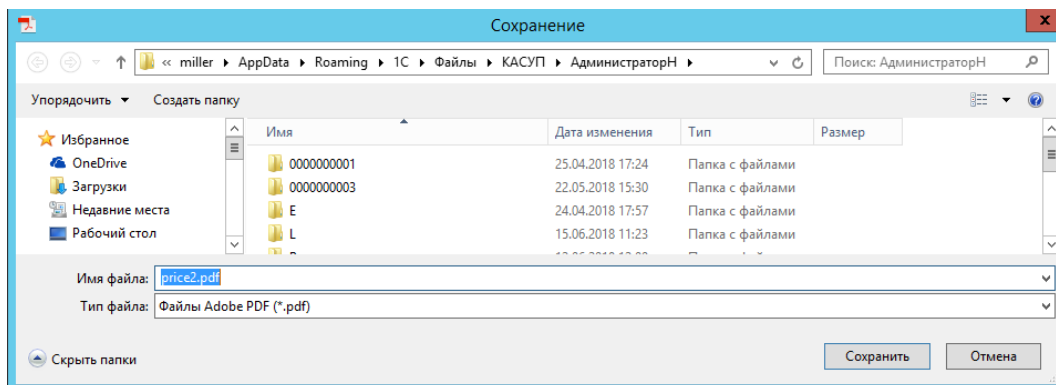 Сохранение
x
« miller ▸ AppData ▸ Roaming ▸ 1C ▸ Файлы ▸ КАСУП ▸ АдминистраторН ▸ Поиск: АдминистраторН
Упорядочить ▾ Создать папку
Избранное
OneDrive
Загрузки
Недавние места
Рабочий стол
Имя Дата изменения Тип Размер
0000000001 25.04.2018 17:24 Папка с файлами
0000000003 22.05.2018 15:30 Папка с файлами
E 24.04.2018 17:57 Папка с файлами
L 15.06.2018 11:23 Папка с файлами
Имя файла: price2.pdf
Тип файла: Файлы Adobe PDF (*.pdf)
Скрыть папки Сохранить Отмена